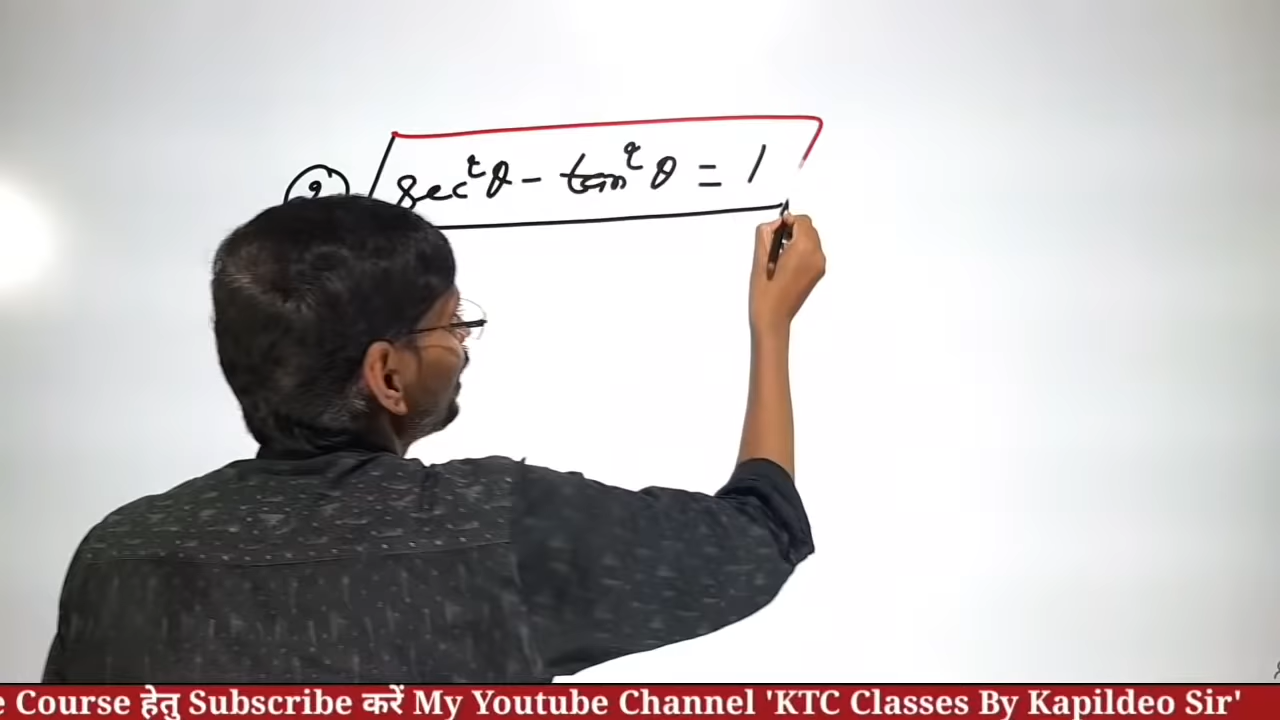 sec²θ - tan²θ = 1
e Course हेतु Subscribe करें My Youtube Channel 'KTC Classes By Kapildeo Sir'